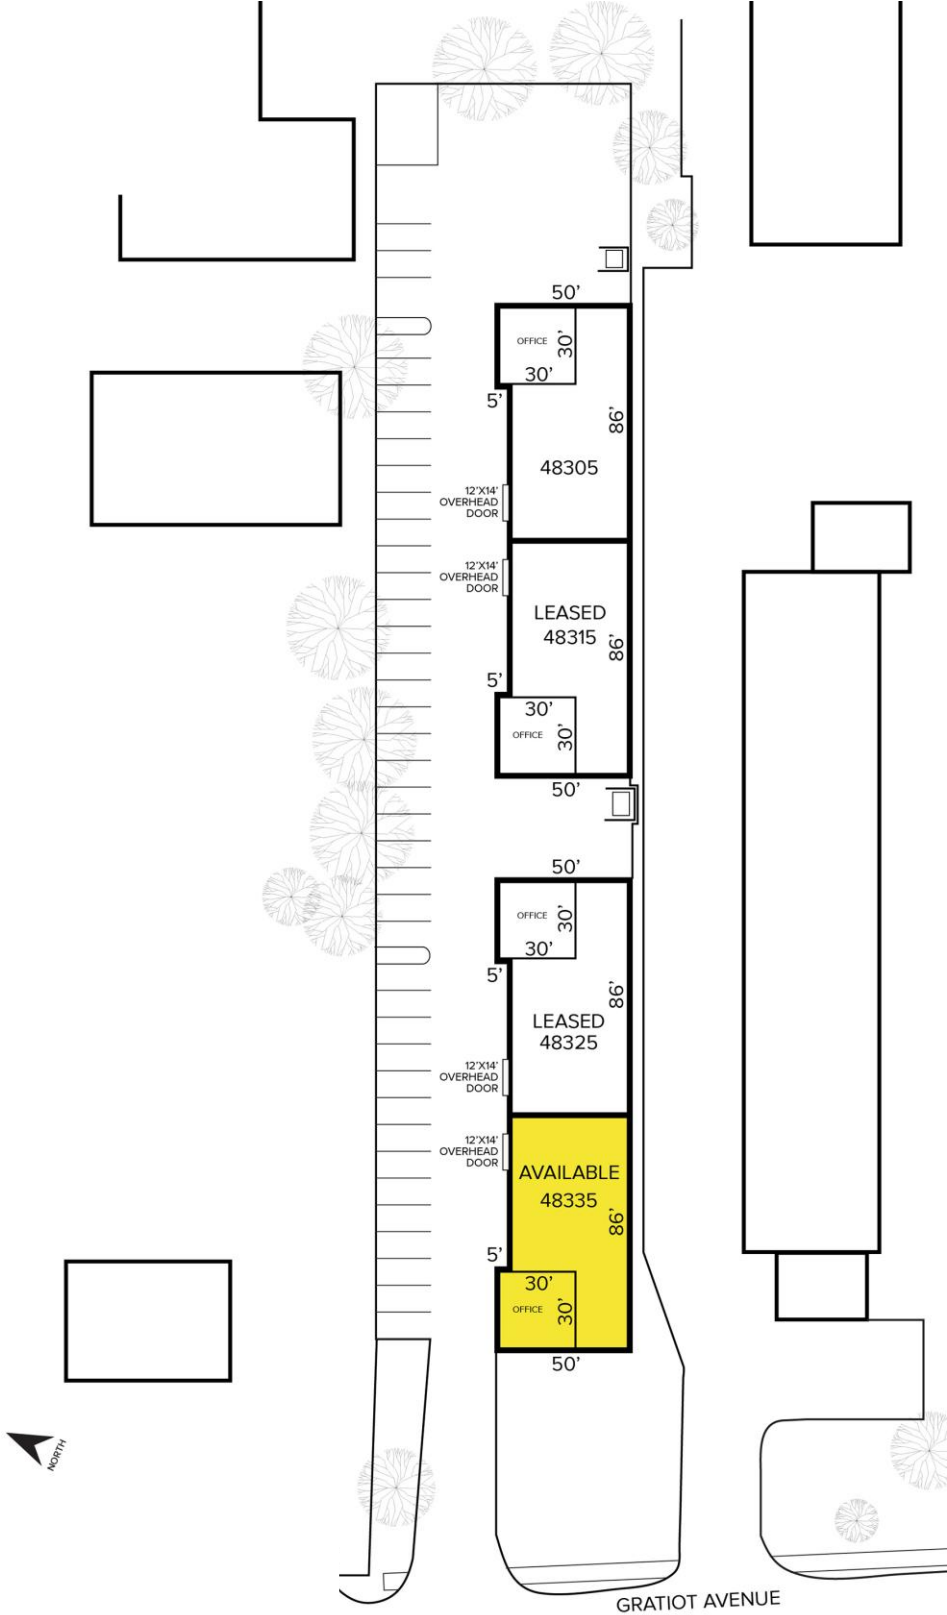 50'
OFFICE
30'
30'
5'
86'
48305
12'X14'
OVERHEAD
DOOR
12'X14'
OVERHEAD
DOOR
LEASED
48315
86'
5'
30'
OFFICE
30'
50'
50'
OFFICE
30'
30'
5'
86'
LEASED
48325
12'X14'
OVERHEAD
DOOR
12'X14'
OVERHEAD
DOOR
AVAILABLE
48335
86'
5'
30'
OFFICE
30'
50'
NORTH
GRATIOT AVENUE